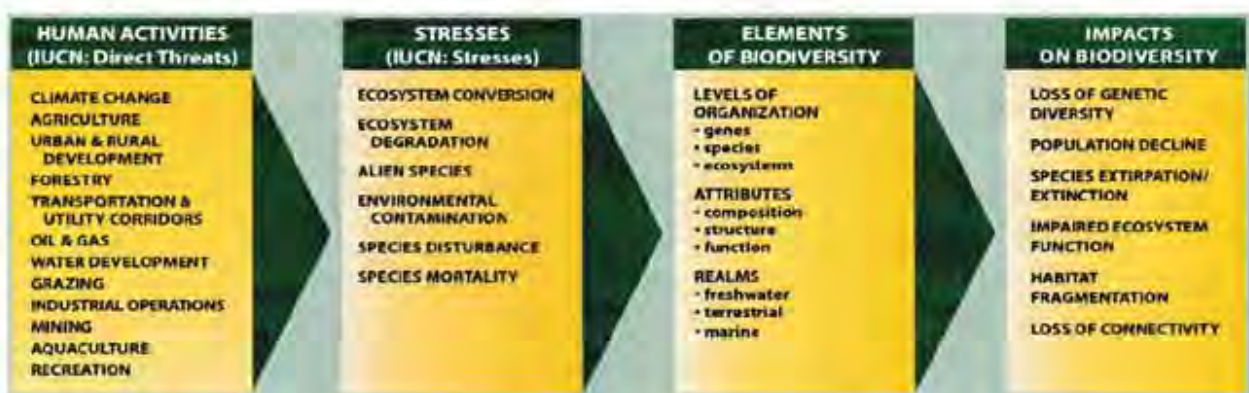 HUMAN ACTIVITIES
(IUCN: Direct Threats)
CLIMATE CHANGE
AGRICULTURE
URBAN & RURAL
DEVELOPMENT
FORESTRY
TRANSPORTATION &
UTILITY CORRIDORS
OIL & GAS
WATER DEVELOPMENT
GRAZING
INDUSTRIAL OPERATIONS
MINING
AQUACULTURE
RECREATION
STRESSES
(IUCN: Stresses)
ECOSYSTEM CONVERSION
ECOSYSTEM
DEGRADATION
ALIEN SPECIES
ENVIRONMENTAL
CONTAMINATION
SPECIES DISTURBANCE
SPECIES MORTALITY
ELEMENTS
OF BIODIVERSITY
LEVELS OF
ORGANIZATION
• genes
• species
• ecosystem
ATTRIBUTES
• composition
• structure
• function
REALMS
• freshwater
• terrestrial
• marine
IMPACTS
ON BIODIVERSITY
LOSS OF GENETIC
DIVERSITY
POPULATION DECLINE
SPECIES EXTIRPATION/
EXTINCTION
IMPAIRED ECOSYSTEM
FUNCTION
HABITAT
FRAGMENTATION
LOSS OF CONNECTIVITY